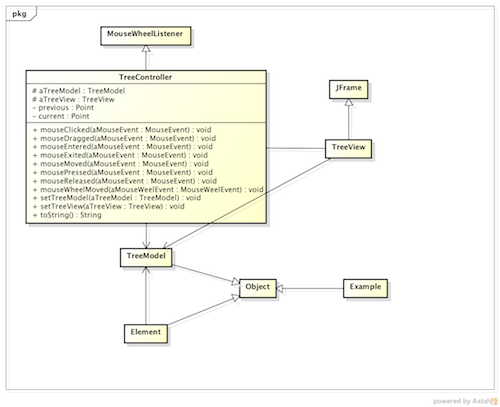 pkg
MouseWheelListener
TreeController
# aTreeModel : TreeModel
# aTreeView : TreeView
- previous : Point
- current : Point
+ mouseClicked(aMouseEvent : MouseEvent) : void
+ mouseDragged(aMouseEvent : MouseEvent) : void
+ mouseEntered(aMouseEvent : MouseEvent) : void
+ mouseExited(aMouseEvent : MouseEvent) : void
+ mouseMoved(aMouseEvent : MouseEvent) : void
+ mousePressed(aMouseEvent : MouseEvent) : void
+ mouseReleased(aMouseEvent : MouseEvent) : void
+ mouseWheelMoved(aMouseWeelEvent : MouseWeelEvent) : void
+ setTreeModel(aTreeModel : TreeModel) : void
+ setTreeView(aTreeView : TreeView) : void
+ toString() : String
JFrame
TreeView
TreeModel
Object
Example
Element
powered by Astah